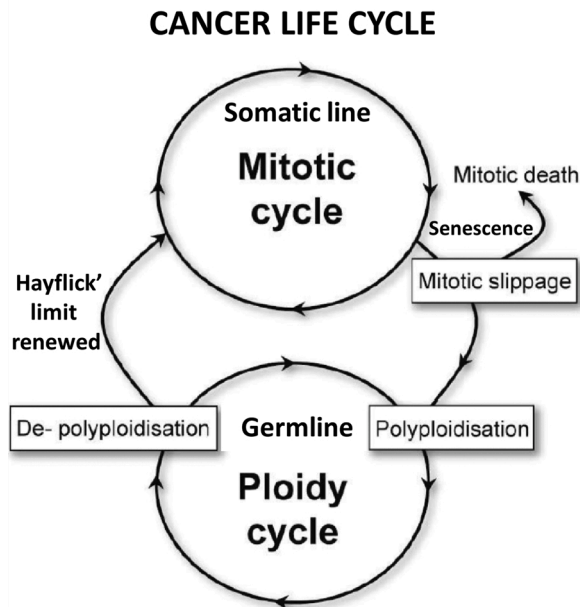 CANCER LIFE CYCLE
Somatic line
Mitotic
cycle
Mitotic death
Senescence
Mitotic slippage
Hayflick’
limit
renewed
De- polyploidisation
Germline
Polyploidisation
Ploidy
cycle